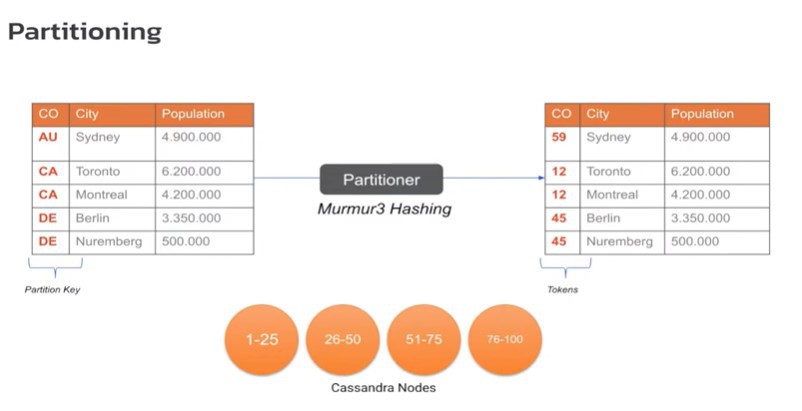 Partitioning
CO City Population
AU Sydney 4.900.000
CA Toronto 6.200.000
CA Montreal 4.200.000
DE Berlin 3.350.000
DE Nuremberg 500.000
Partition Key
Partitioner
Murmur3 Hashing
CO City Population
59 Sydney 4.900.000
12 Toronto 6.200.000
12 Montreal 4.200.000
45 Berlin 3.350.000
45 Nuremberg 500.000
Tokens
1-25 26-50 51-75 76-100
Cassandra Nodes